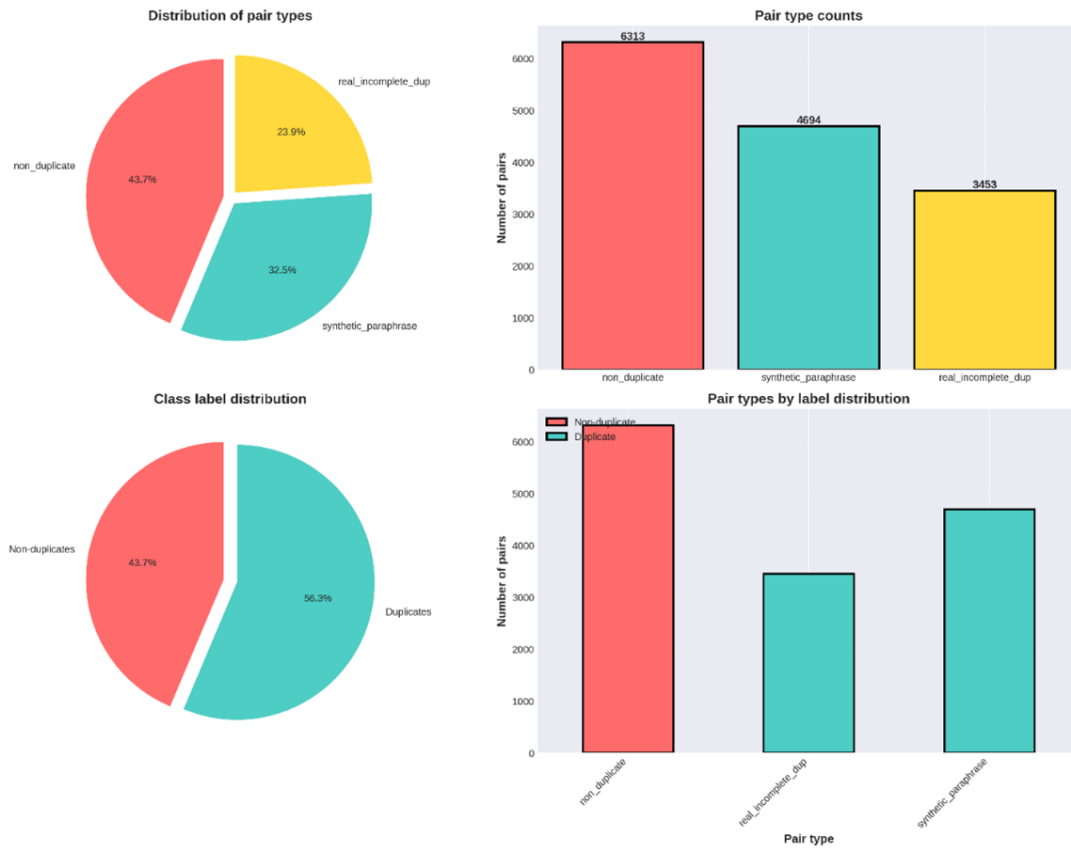 Distribution of pair types
real_incomplete_dup
23.9%
non_duplicate
43.7%
32.5%
synthetic_paraphrase
Pair type counts
6313
6000
5000
4694
4000
3453
3000
2000
1000
0
Number of pairs
non_duplicate
synthetic_paraphrase
real_incomplete_dup
Class label distribution
Non-duplicates
43.7%
56.3%
Duplicates
Pair types by label distribution
Non-duplicate
Duplicate
6000
5000
4000
3000
2000
1000
0
Number of pairs
non_duplicate
real_incomplete_dup
synthetic_paraphrase
Pair type